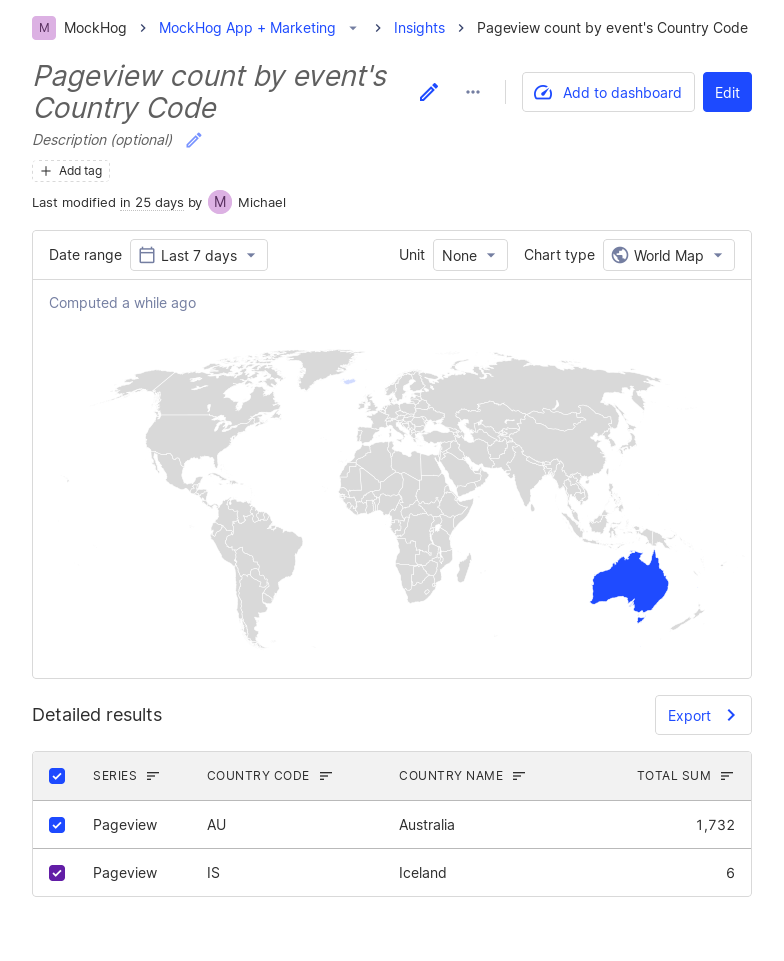 M MockHog > MockHog App + Marketing > Insights > Pageview count by event's Country Code
Pageview count by event's
Country Code
Add to dashboard
Edit
Description (optional)
Add tag
Last modified in 25 days by M Michael
Date range Last 7 days Unit None Chart type World Map
Computed a while ago
Detailed results
Export
SERIES COUNTRY CODE COUNTRY NAME TOTAL SUM
Pageview AU Australia 1,732
Pageview IS Iceland 6